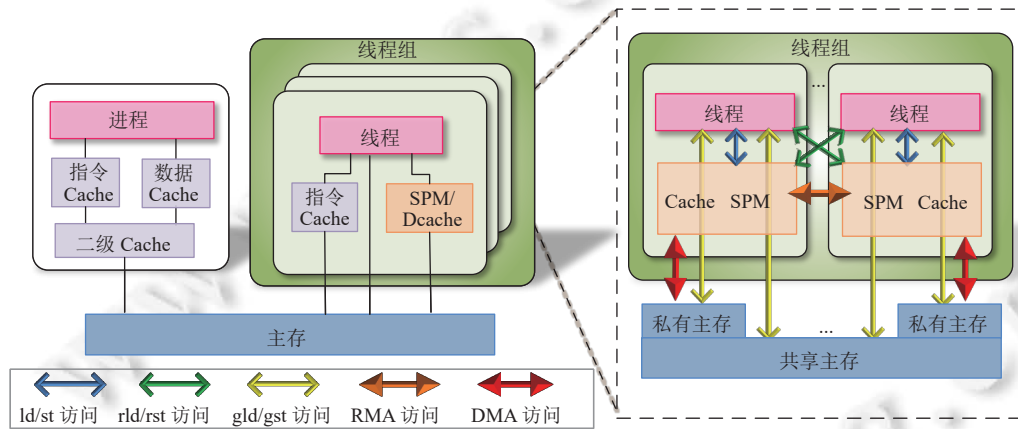 进程
指令
Cache
数据
Cache
二级 Cache
线程组
线程
指令
Cache
SPM/
Dcache
主存
线程组
...
线程
线程
Cache SPM
SPM Cache
私有主存
...
私有主存
共享主存
ld/st 访问
rld/rst 访问
gld/gst 访问
RMA 访问
DMA 访问